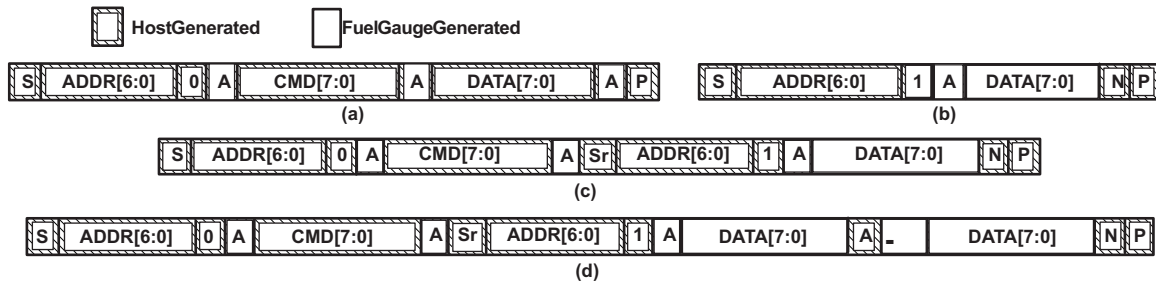 HostGenerated FuelGaugeGenerated
S ADDR[6:0] 0 A CMD[7:0] A DATA[7:0] A P S ADDR[6:0] 1 A DATA[7:0] N P
(a) (b)
S ADDR[6:0] 0 A CMD[7:0] A Sr ADDR[6:0] 1 A DATA[7:0] N P
(c)
S ADDR[6:0] 0 A CMD[7:0] A Sr ADDR[6:0] 1 A DATA[7:0] A - DATA[7:0] N P
(d)